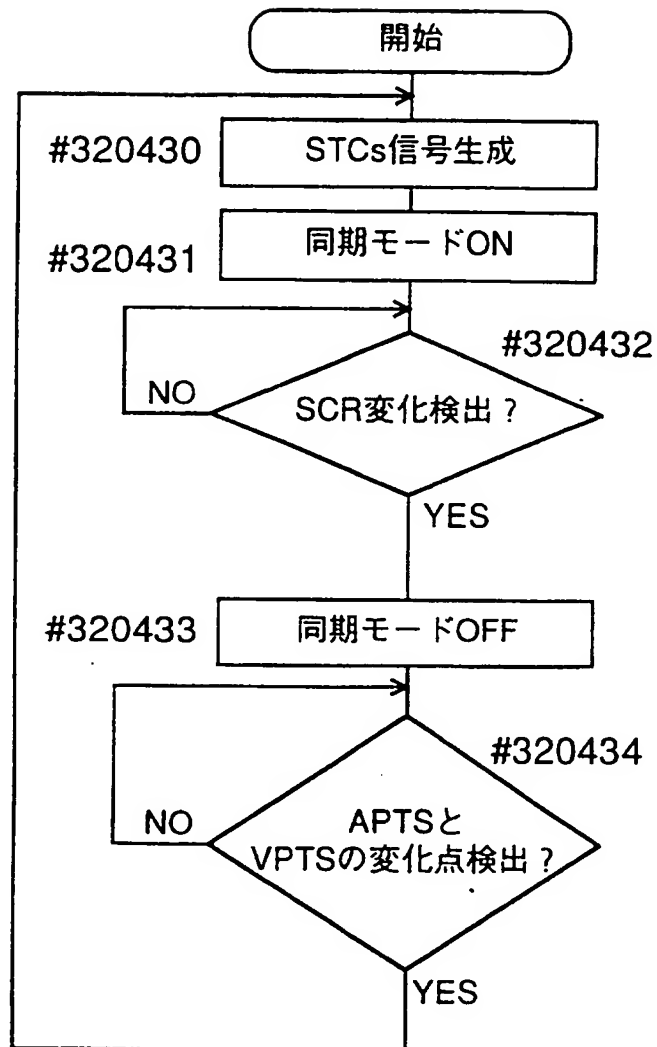 開始
#320430
STCs信号生成
#320431
同期モードON
#320432
NO
SCR変化検出？
YES
#320433
同期モードOFF
#320434
NO
APTSと
VPTSの変化点検出？
YES